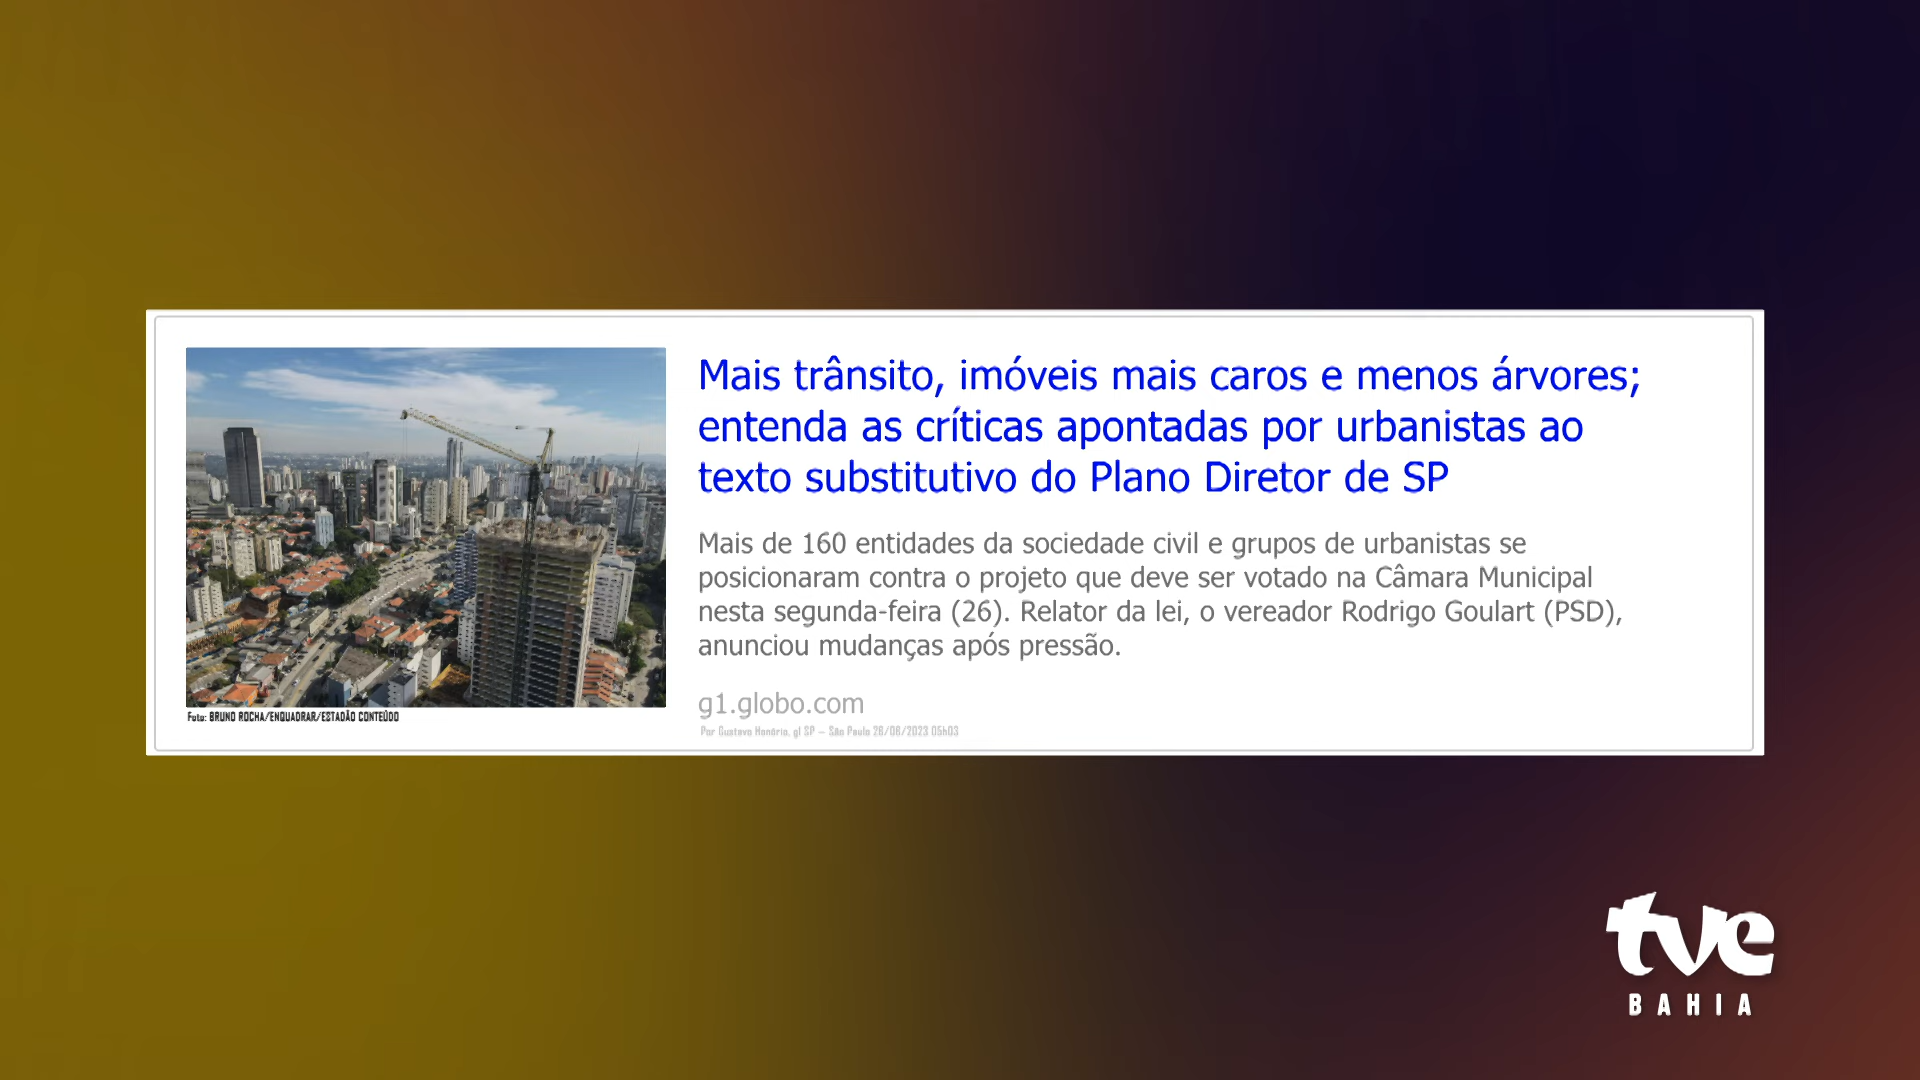 Mais trânsito, imóveis mais caros e menos árvores;
entenda as críticas apontadas por urbanistas ao
texto substitutivo do Plano Diretor de SP
Mais de 160 entidades da sociedade civil e grupos de urbanistas se
posicionaram contra o projeto que deve ser votado na Câmara Municipal
nesta segunda-feira (26). Relator da lei, o vereador Rodrigo Goulart (PSD),
anunciou mudanças após pressão.
g1.globo.com
Por Gustavo Honório, g1 SP — São Paulo 26/06/2023 05h03
Foto: BRUNO ROCHA/ENQUADRAR/ESTADÃO CONTEÚDO
tve
BAHIA